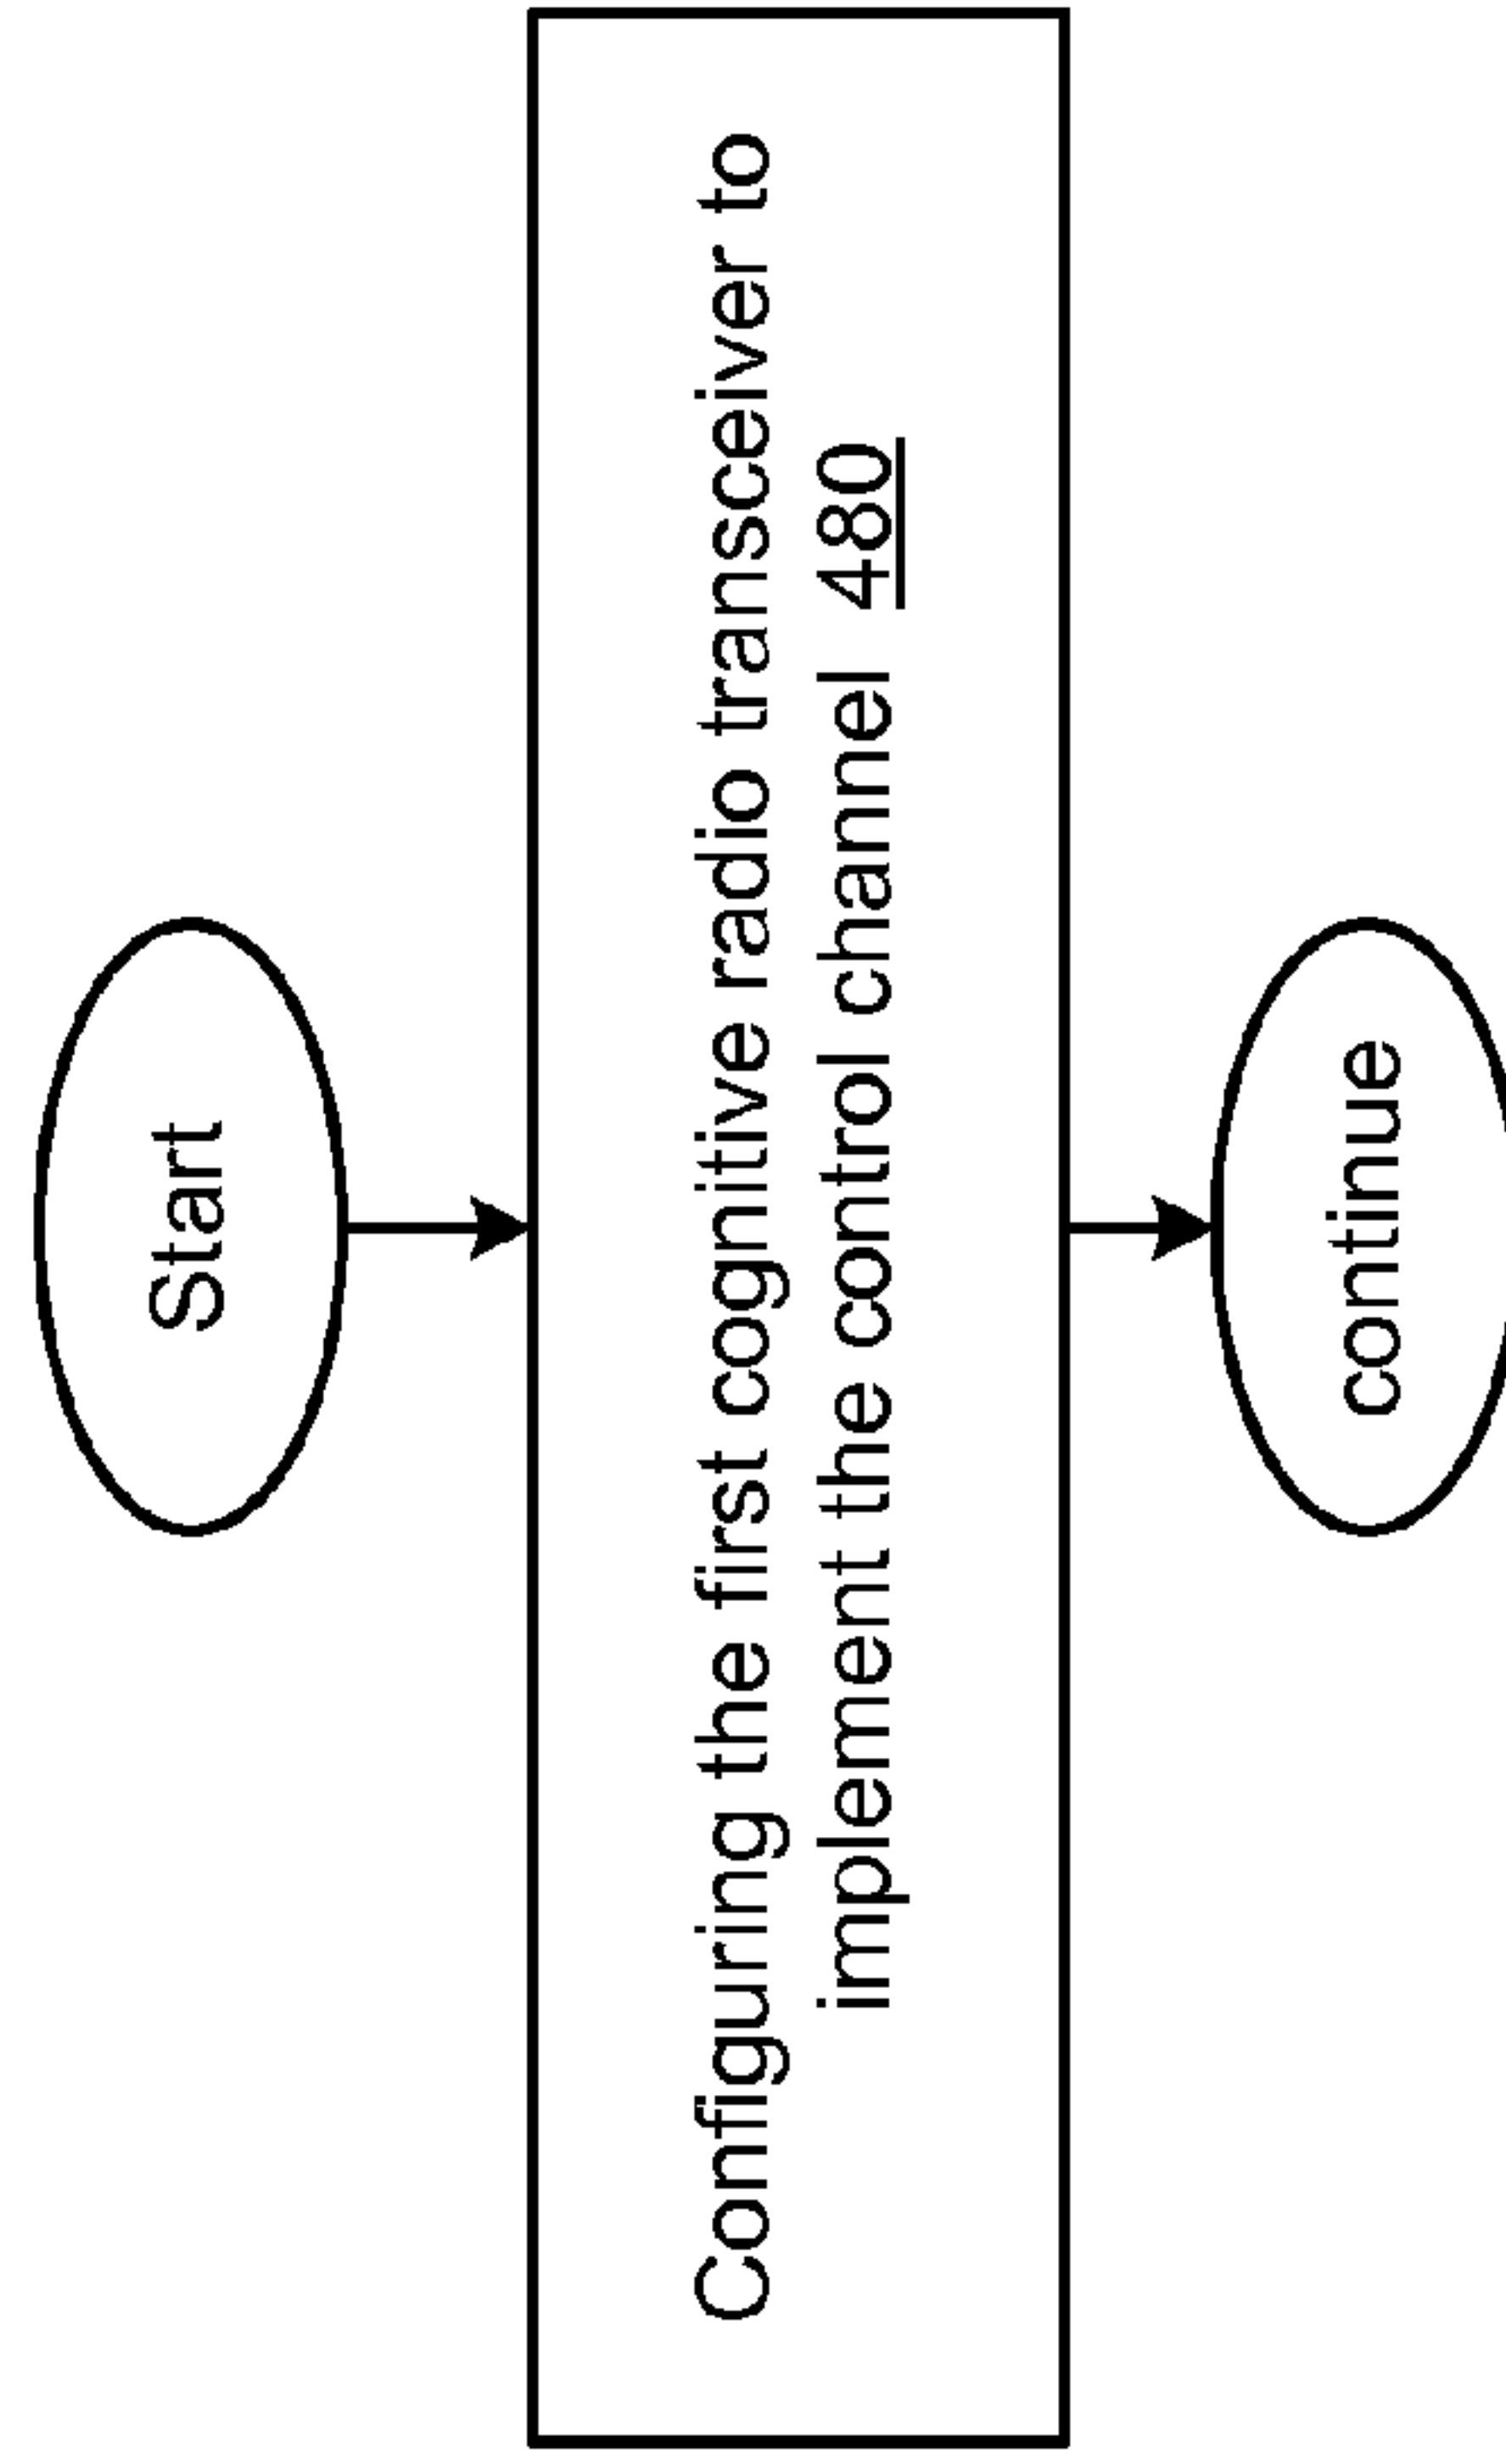 Start
Configuring the first cognitive radio transceiver to
implement the control channel 480
continue